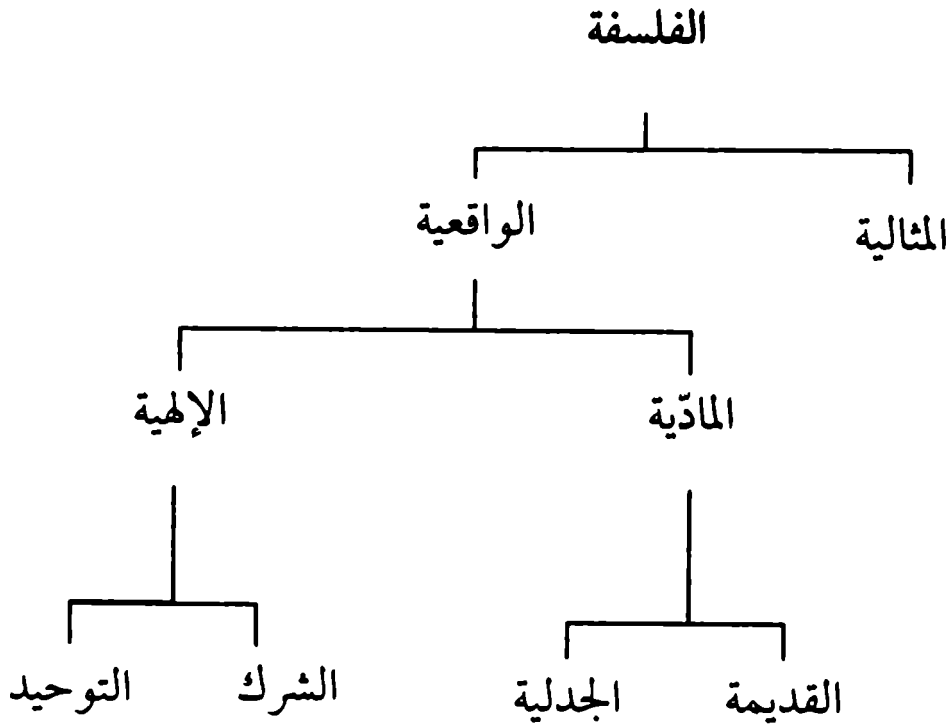 الفلسفة
المثالية الواقعية
المادّية الإلهية
القديمة الجدلية الشرك التوحيد